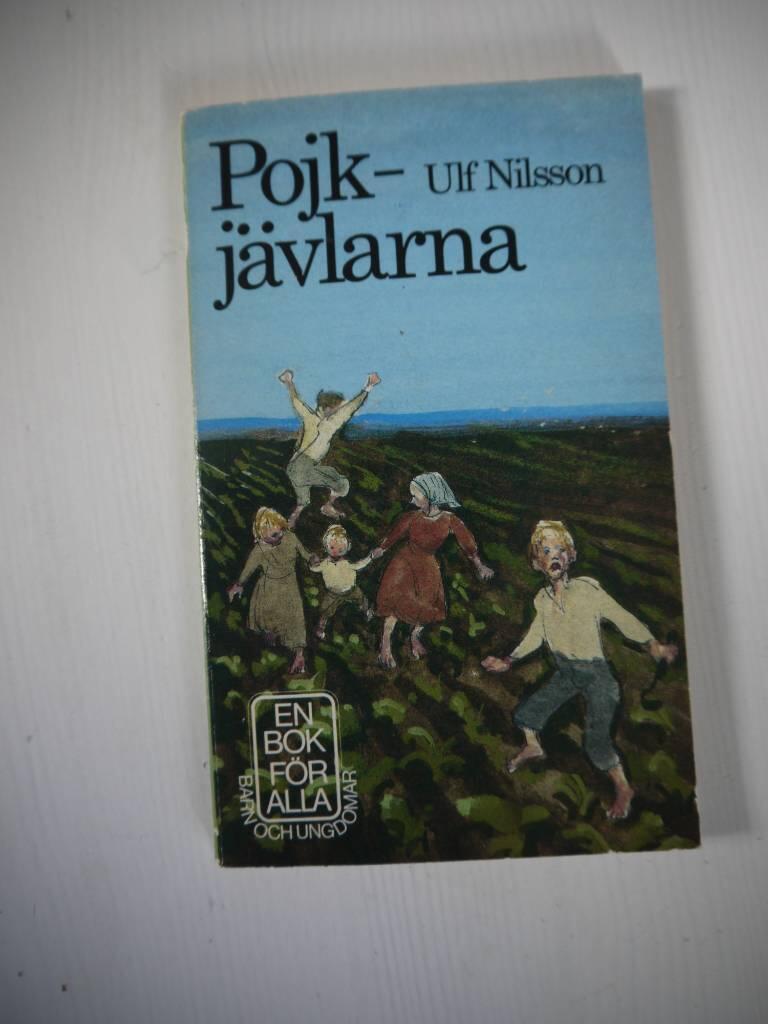 Pojk-
jävlarna
Ulf Nilsson
EN
BOK
FÖR
ALLA
BARN OCH UNGDOMAR